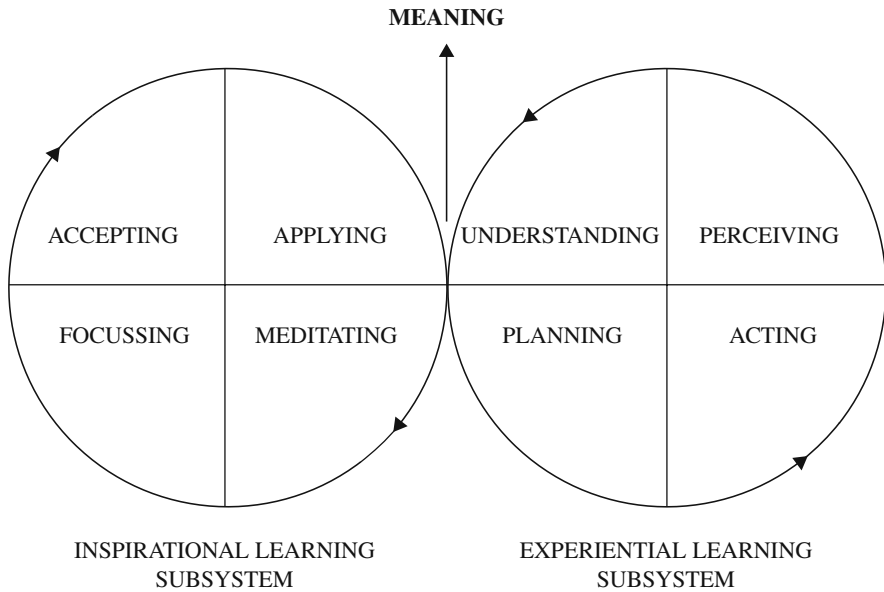 MEANING
ACCEPTING APPLYING UNDERSTANDING PERCEIVING
FOCUSSING MEDITATING PLANNING ACTING
INSPIRATIONAL LEARNING
SUBSYSTEM
EXPERIENTIAL LEARNING
SUBSYSTEM